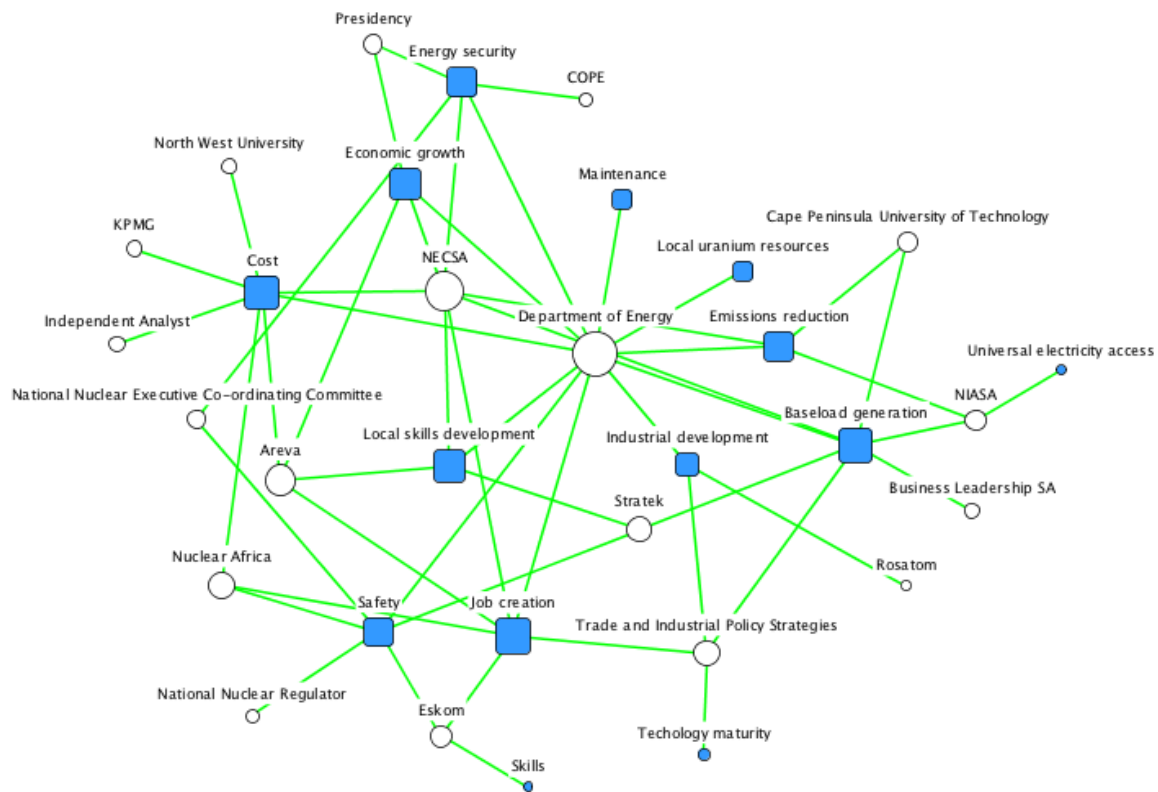 Presidency
Energy security
COPE
North West University
Economic growth
Maintenance
Cape Peninsula University of Technology
KPMG
Local uranium resources
Cost
NECSA
Independent Analyst
Department of Energy
Emissions reduction
Universal electricity access
National Nuclear Executive Co-ordinating Committee
NIASA
Baseload generation
Local skills development
Industrial development
Areva
Business Leadership SA
Stratek
Nuclear Africa
Rosatom
Safety
Job creation
Trade and Industrial Policy Strategies
National Nuclear Regulator
Eskom
Techology maturity
Skills